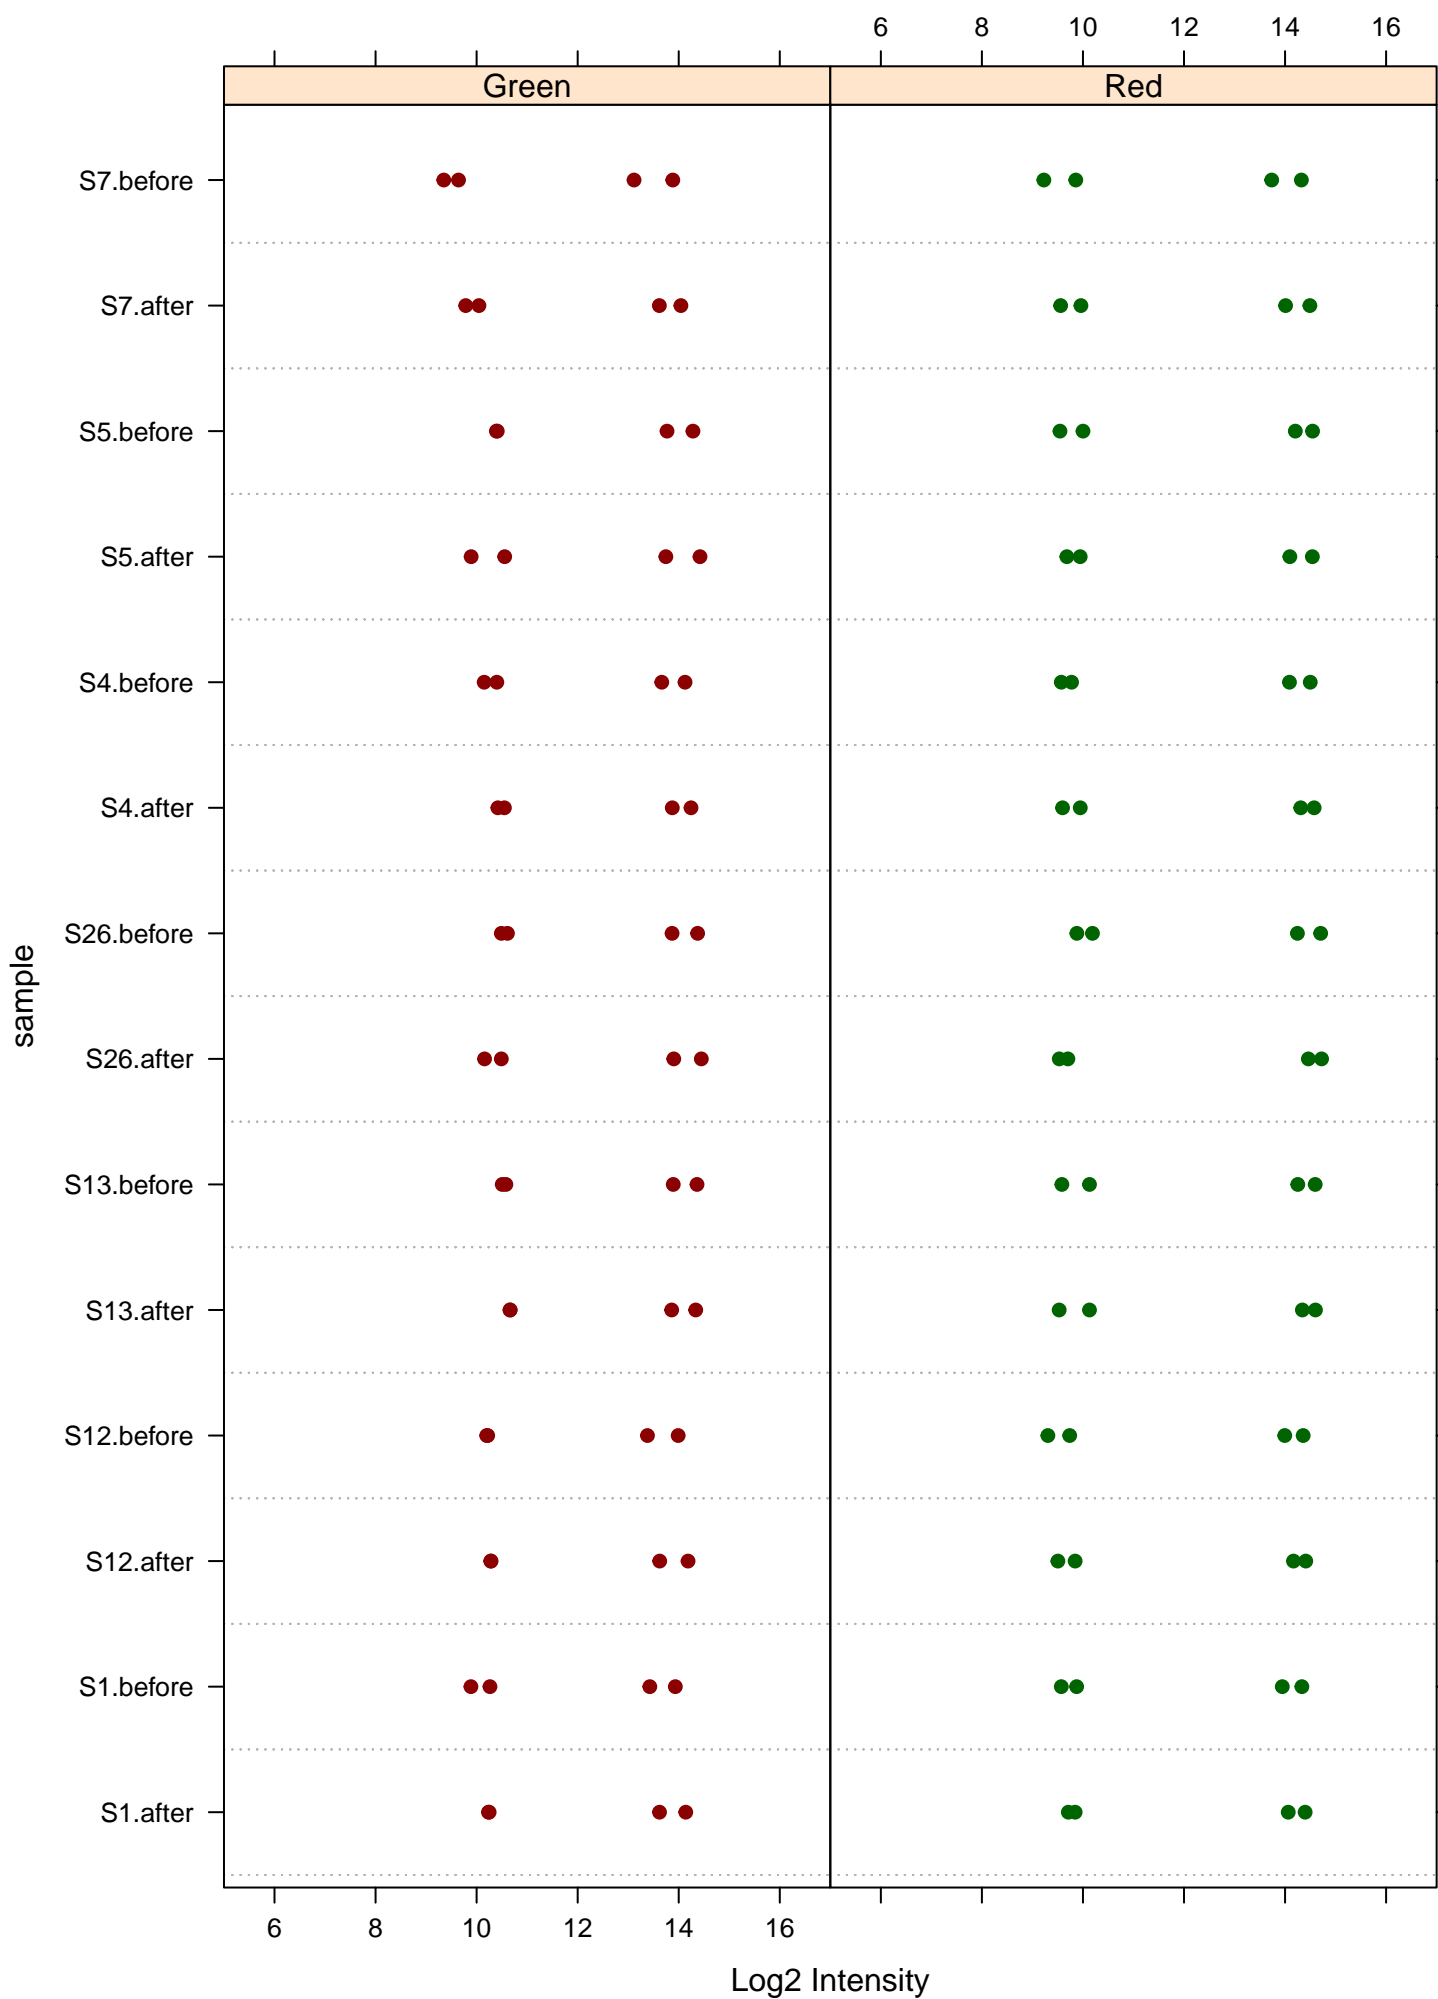 6 8 10 12 14 16
Green Red
S7.before
S7.after
S5.before
S5.after
S4.before
S4.after
S26.before
S26.after
S13.before
S13.after
S12.before
S12.after
S1.before
S1.after
sample
6 8 10 12 14 16
Log2 Intensity